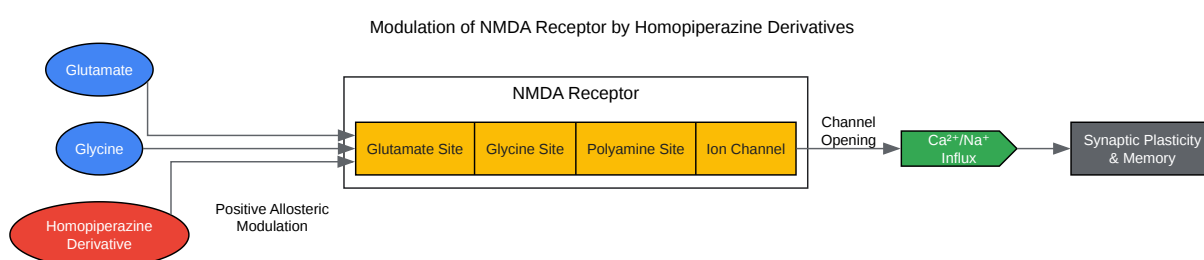 Modulation of NMDA Receptor by Homopiperazine Derivatives
Glutamate
Glycine
Homopiperazine
Derivative
Positive Allosteric
Modulation
NMDA Receptor
Glutamate Site
Glycine Site
Polyamine Site
Ion Channel
Channel
Opening
Ca²⁺/Na⁺
Influx
Synaptic Plasticity
& Memory